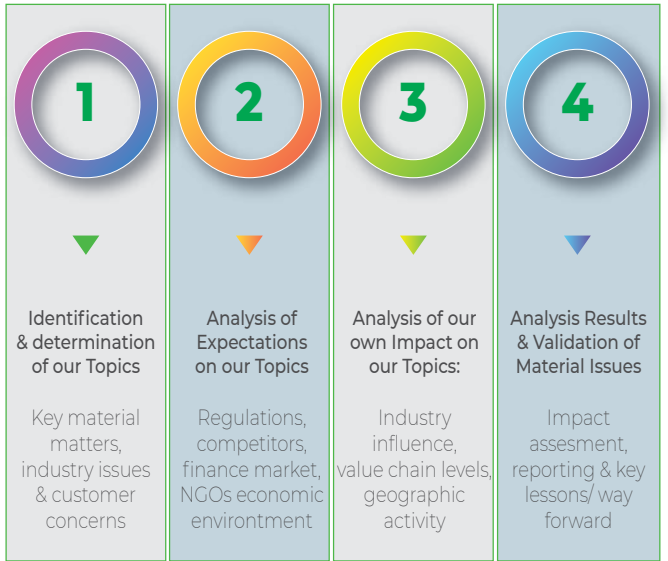 1
Identification
& determination
of our Topics
Key material
matters,
industry issues
& customer
concerns
2
Analysis of
Expectations
on our Topics
Regulations,
competitors,
finance market,
NGOs economic
environtment
3
Analysis of our
own Impact on
our Topics:
Industry
influence,
value chain levels,
geographic
activity
4
Analysis Results
& Validation of
Material Issues
Impact
assesment,
reporting & key
lessons/ way
forward